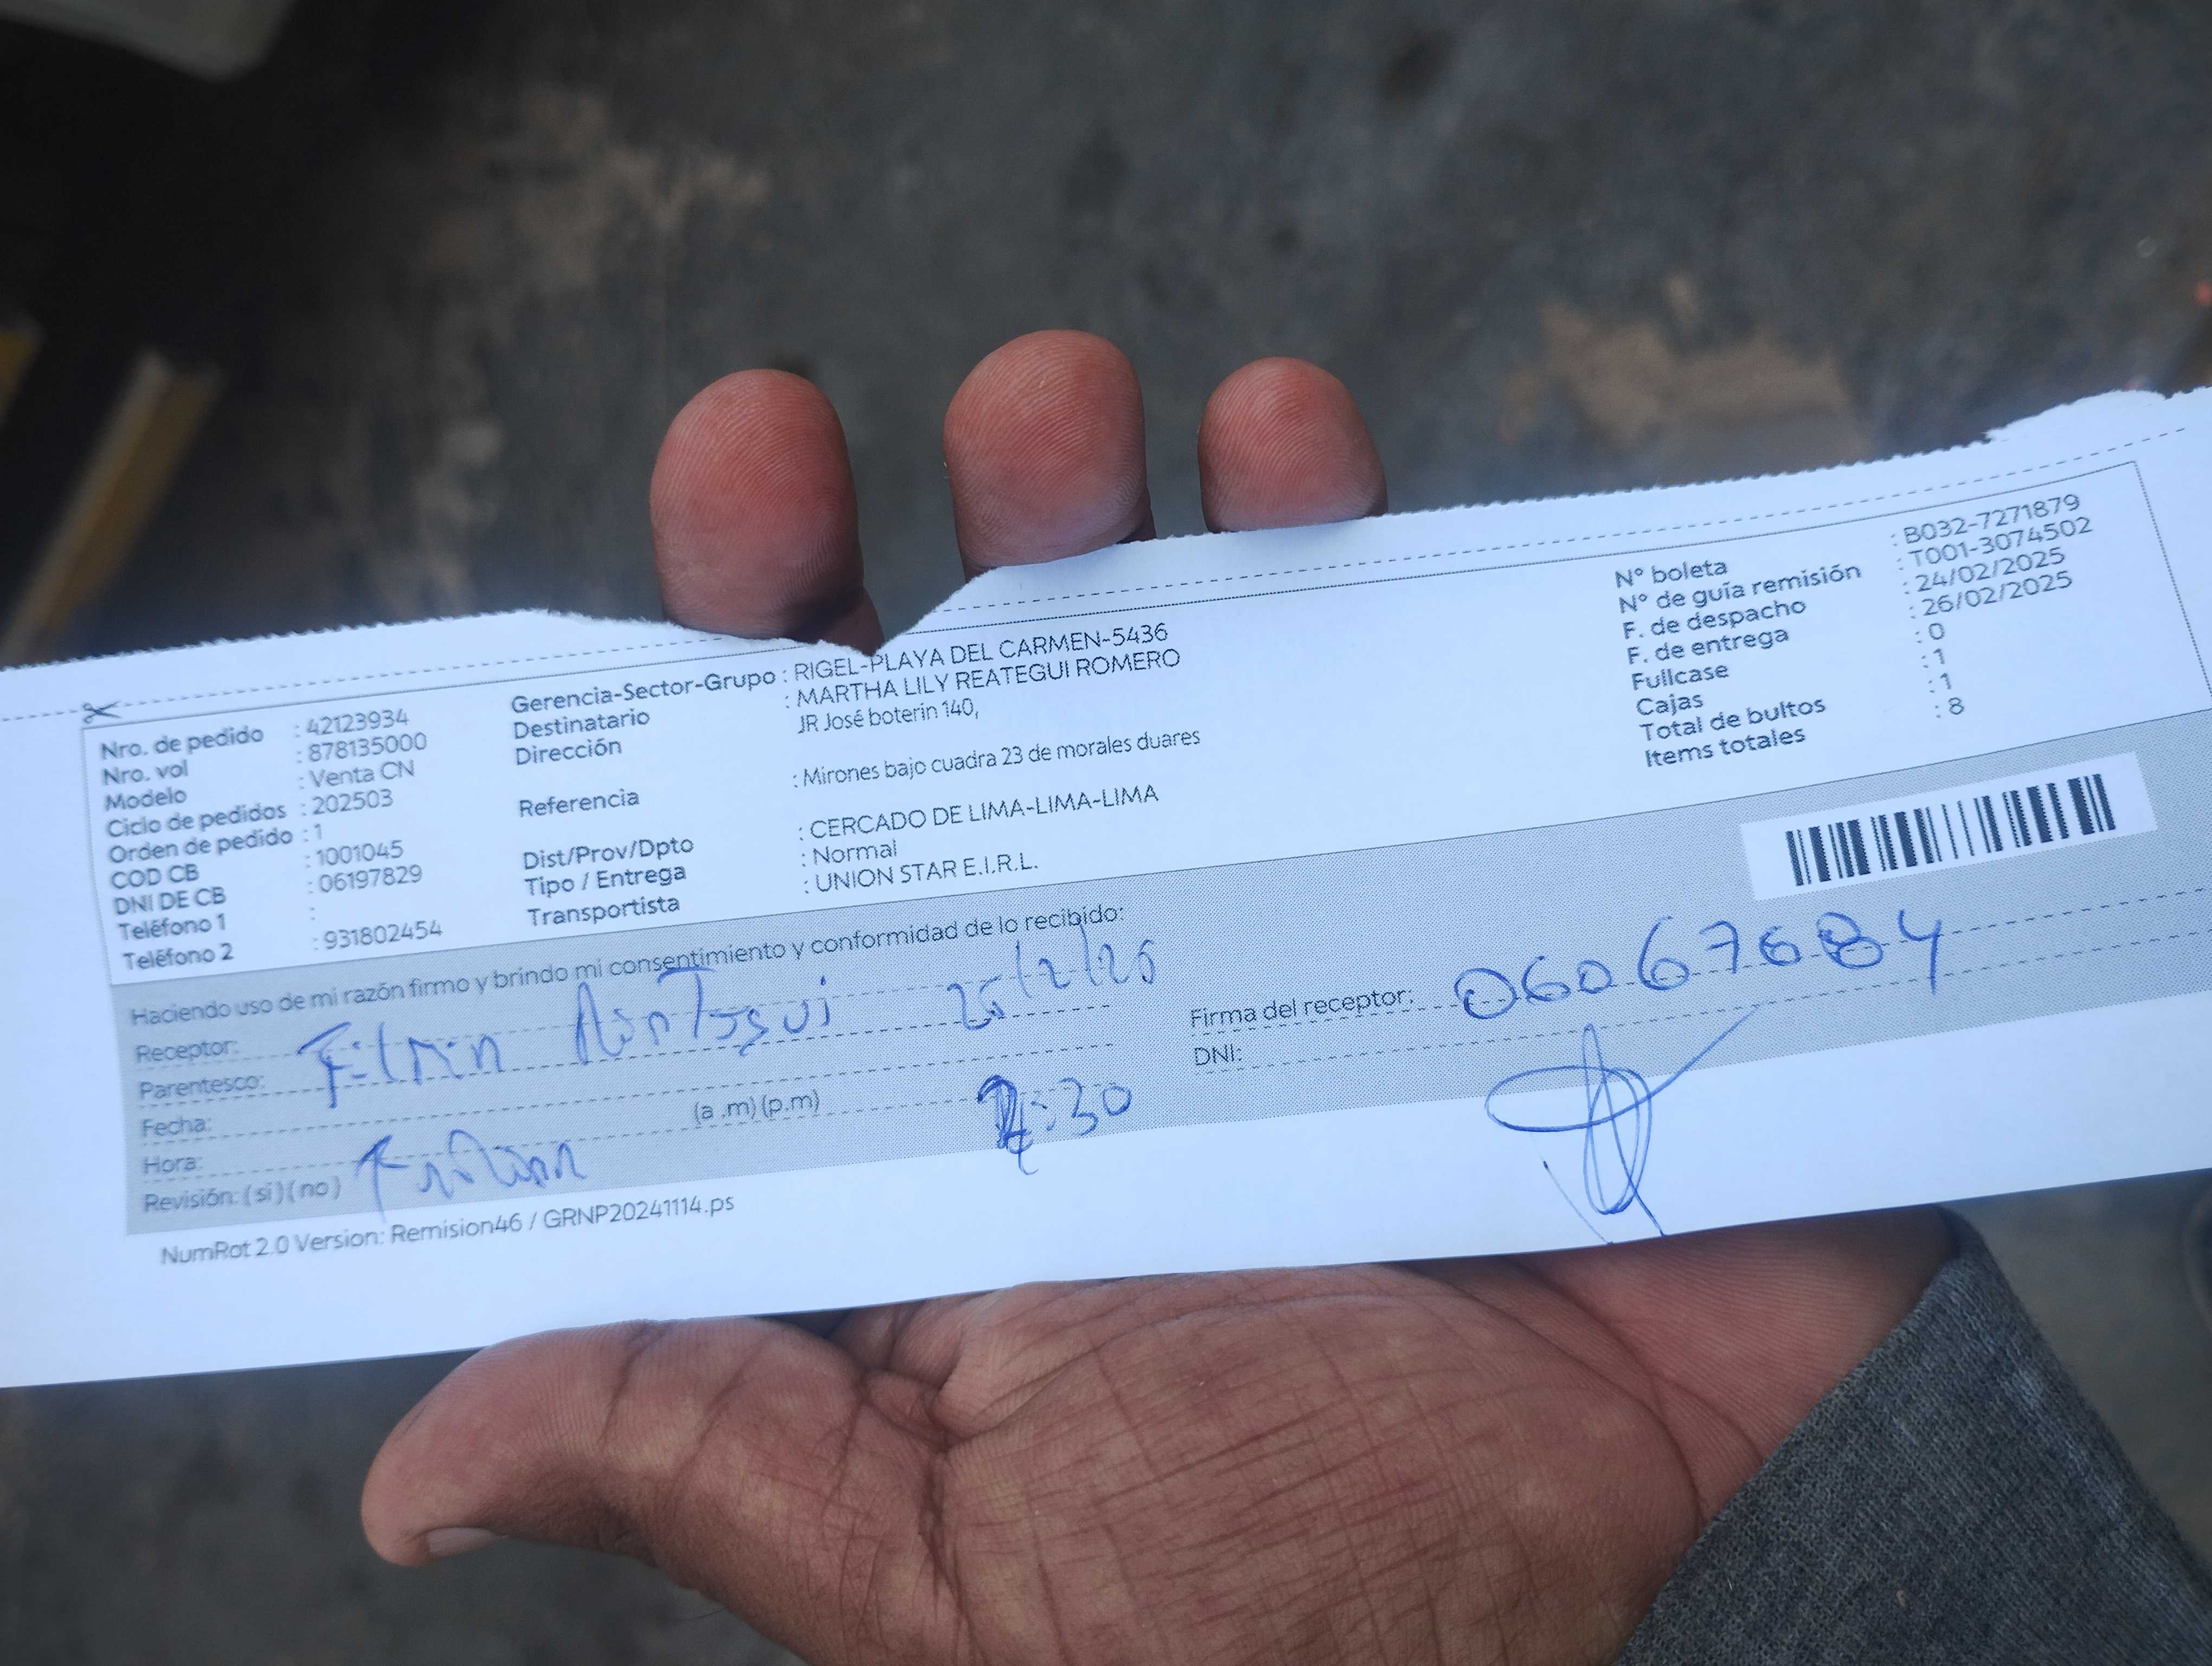 Nro. de pedido : 42123934
Nro. vol : 878135000
Modelo : Venta CN
Ciclo de pedidos : 202503
Orden de pedido : 1
COD CB : 1001045
DNI DE CB : 06197829
Teléfono 1 :
Teléfono 2 : 931802454
Gerencia-Sector-Grupo : RIGEL-PLAYA DEL CARMEN-5436
Destinatario : MARTHA LILY REATEGUI ROMERO
Dirección JR José boterin 140,
Referencia : Mirones bajo cuadra 23 de morales duares
Dist/Prov/Dpto : CERCADO DE LIMA-LIMA-LIMA
Tipo / Entrega : Normal
Transportista : UNION STAR E.I.R.L.
N° boleta : B032-7271879
N° de guía remisión : T001-3074502
F. de despacho : 24/02/2025
F. de entrega : 26/02/2025
Fullcase : 0
Cajas : 1
Total de bultos : 1
Items totales : 8
Haciendo uso de mi razón firmo y brindo mi consentimiento y conformidad de lo recibido:
Receptor:
Parentesco:
Fecha:
Hora: (a .m) (p.m) :30
Revisión: ( si ) ( no )
Firma del receptor:
DNI:
NumRot 2.0 Version: Remision46 / GRNP20241114.ps